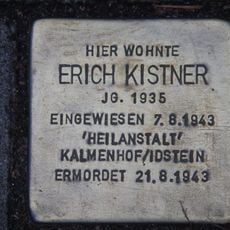 HIER WOHNTE
ERICH KISTNER
JG. 1935
EINGEWIESEN 7.8.1943
'HEILANSTALT'
KALMENHOF/IDSTEIN
ERMORDET 21.8.1943